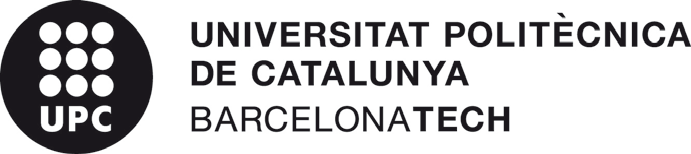 UPC
UNIVERSITAT POLITÈCNICA
DE CATALUNYA
BARCELONATECH